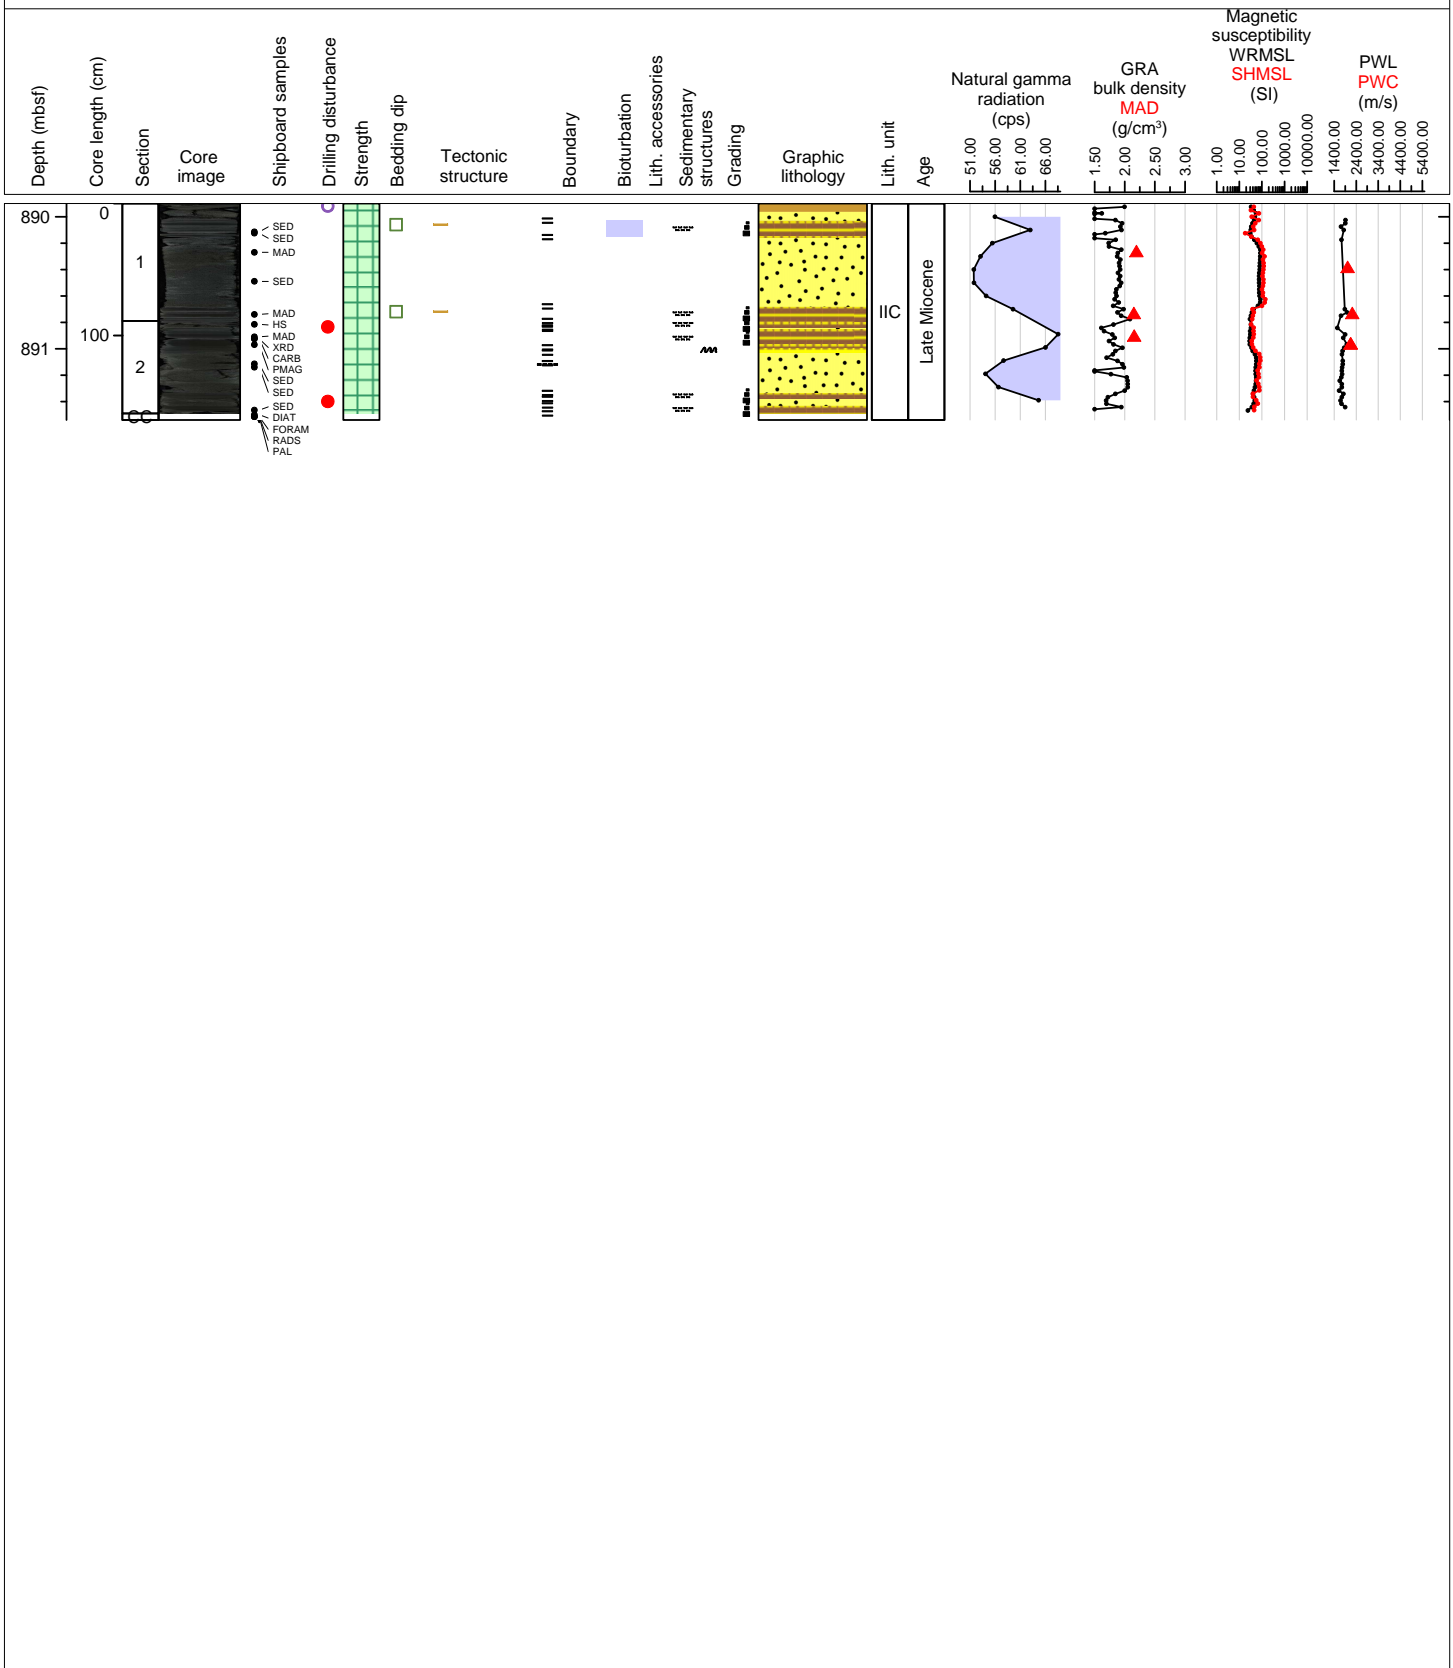 Depth (mbsf)
Core length (cm)
Section
Core
image
Shipboard samples
Drilling disturbance
Strength
Bedding dip
Tectonic
structure
Boundary
Bioturbation
Lith. accessories
Sedimentary
structures
Grading
Graphic
lithology
Lith. unit
Age
Natural gamma
radiation
(cps)
51.00
56.00
61.00
66.00
GRA
bulk density
MAD
(g/cm³)
1.50
2.00
2.50
3.00
Magnetic
susceptibility
WRMSL
SHMSL
(SI)
1.00
10.00
100.00
1000.00
10000.00
PWL
PWC
(m/s)
1400.00
2400.00
3400.00
4400.00
5400.00
890
891
0
100
1
2
CC
SED
SED
MAD
SED
MAD
HS
MAD
XRD
CARB
PMAG
SED
SED
SED
DIAT
FORAM
RADS
PAL
IIC
Late Miocene